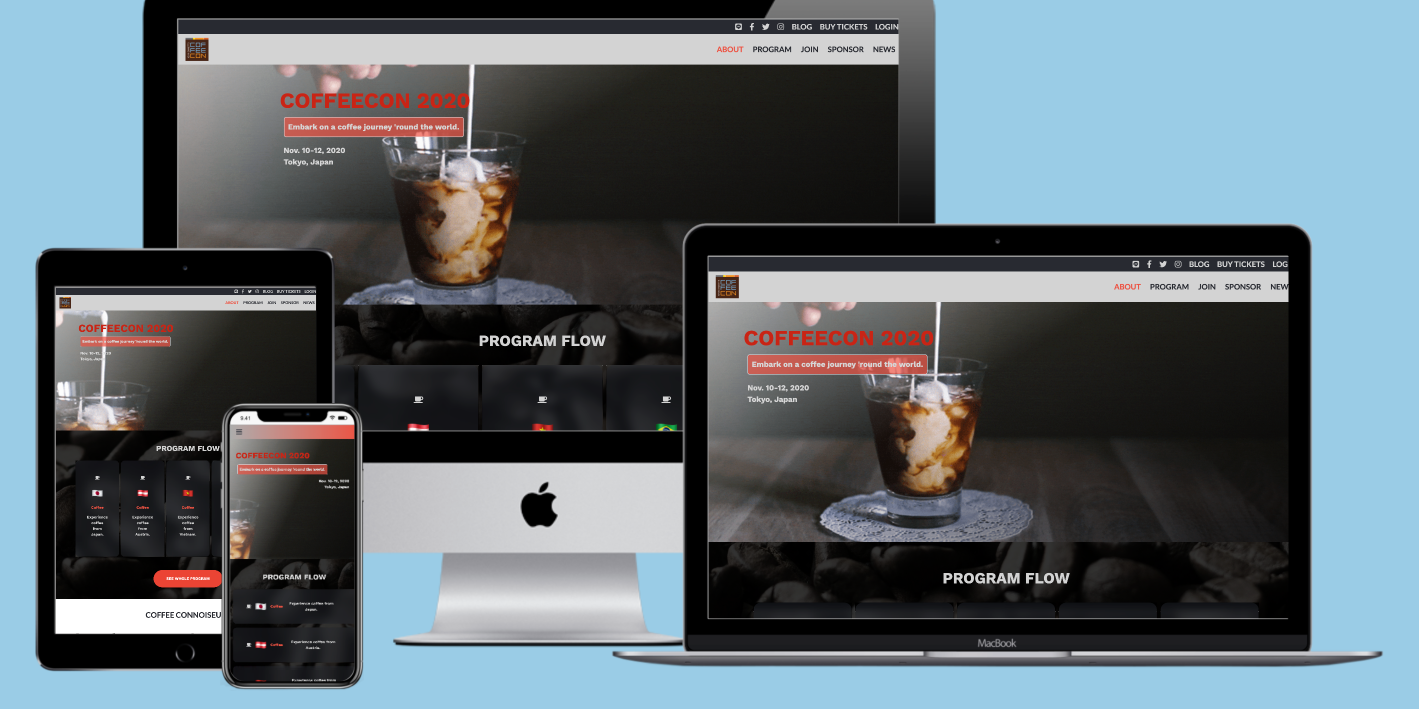 BLOG BUY TICKETS LOGIN
COF
FEE
CON
ABOUT PROGRAM JOIN SPONSOR NEWS
COFFEECON 2020
Embark on a coffee journey 'round the world.
Nov. 10-12, 2020
Tokyo, Japan
PROGRAM FLOW
BLOG BUY TICKETS LOG
COF
FEE
CON
ABOUT PROGRAM JOIN SPONSOR NEW
COFFEECON 2020
Embark on a coffee journey 'round the world.
Nov. 10-12, 2020
Tokyo, Japan
PROGRAM FLOW
MacBook
BLOG BUY TICKETS LOGIN
ABOUT PROGRAM JOIN SPONSOR NEWS
COFFEECON 2020
Embark on a coffee journey 'round the world.
Nov. 10-12, 2020
Tokyo, Japan
PROGRAM FLOW
Coffee Coffee Coffee
Experience Experience Experience
coffee coffee coffee
from from from
Japan. Austria. Vietnam.
SEE WHOLE PROGRAM
COFFEE CONNOISEU
5:41
COFFEECON 2020
Embark on a coffee journey 'round the world.
Nov. 10-12, 2020
Tokyo, Japan
PROGRAM FLOW
Coffee Experience coffee from
Japan.
Coffee Experience coffee from
Austria.
Experience coffee from